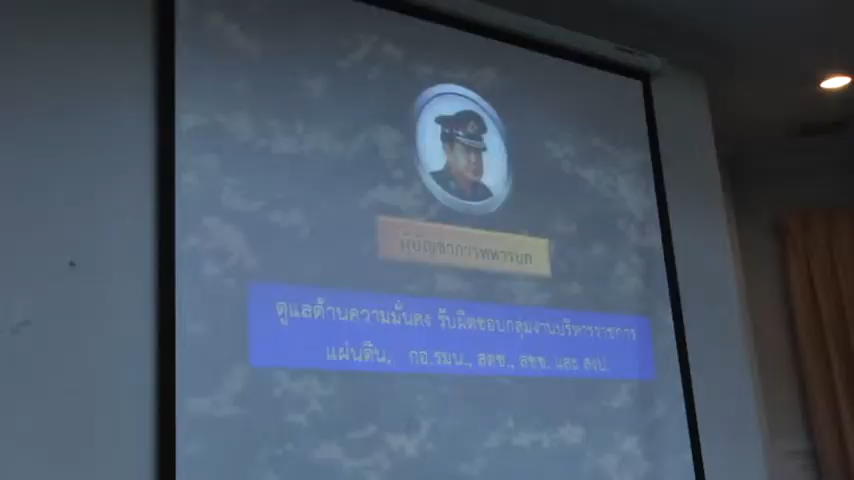 ผู้บัญชาการทหารบก
ดูแลด้านความมั่นคง รับผิดชอบกลุ่มงานบริหารราชการ
แผ่นดิน, กอ.รมน., สตช., สขช. และ สงป.